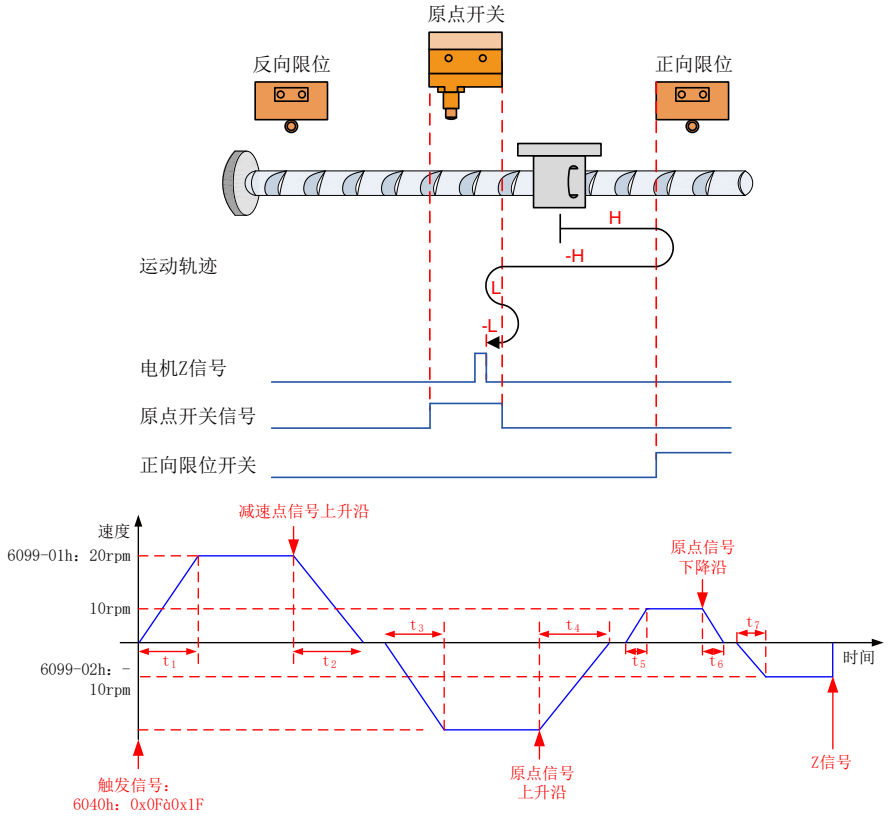 原点开关
反向限位
正向限位
H
-H
运动轨迹
L
-L
电机Z信号
原点开关信号
正向限位开关
减速点信号上升沿
速度
6099-01h: 20rpm
原点信号
下降沿
10rpm
t3
t4
t7
t1
t2
t5
t6
时间
6099-02h: -
10rpm
Z信号
原点信号
上升沿
触发信号:
6040h: 0x0Fà0x1F